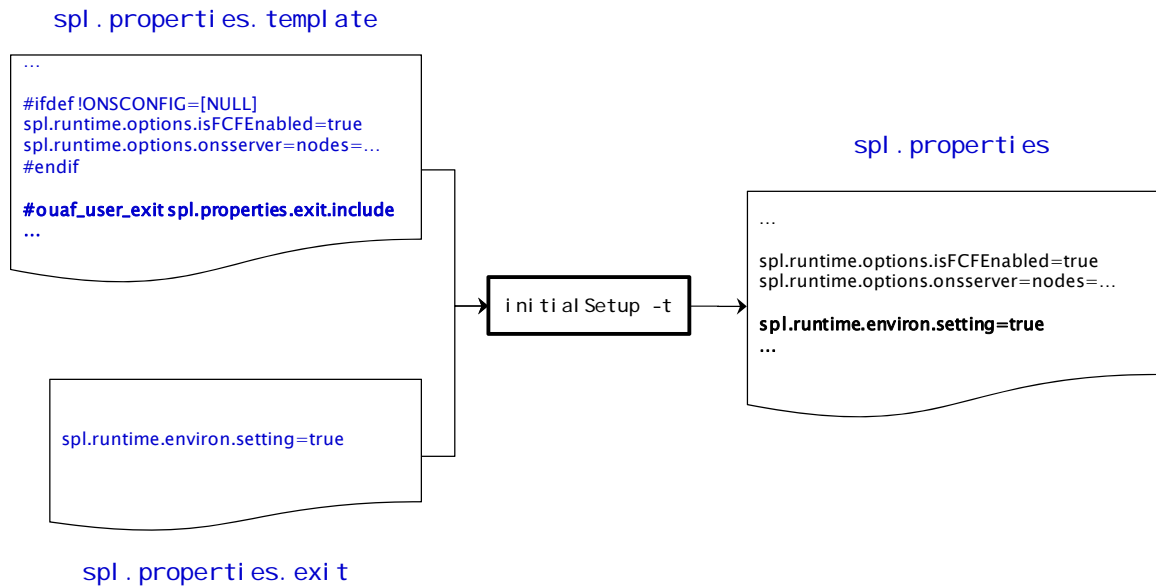 spl.properties.template
…
#ifdef !ONSCONFIG=[NULL]
spl.runtime.options.isFCFEnabled=true
spl.runtime.options.onsserver=nodes=…
#endif
#ouaf_user_exit spl.properties.exit.include
…
spl.runtime.environ.setting=true
spl.properties.exit
initialSetup -t
spl.properties
…
spl.runtime.options.isFCFEnabled=true
spl.runtime.options.onsserver=nodes=…
spl.runtime.environ.setting=true
…